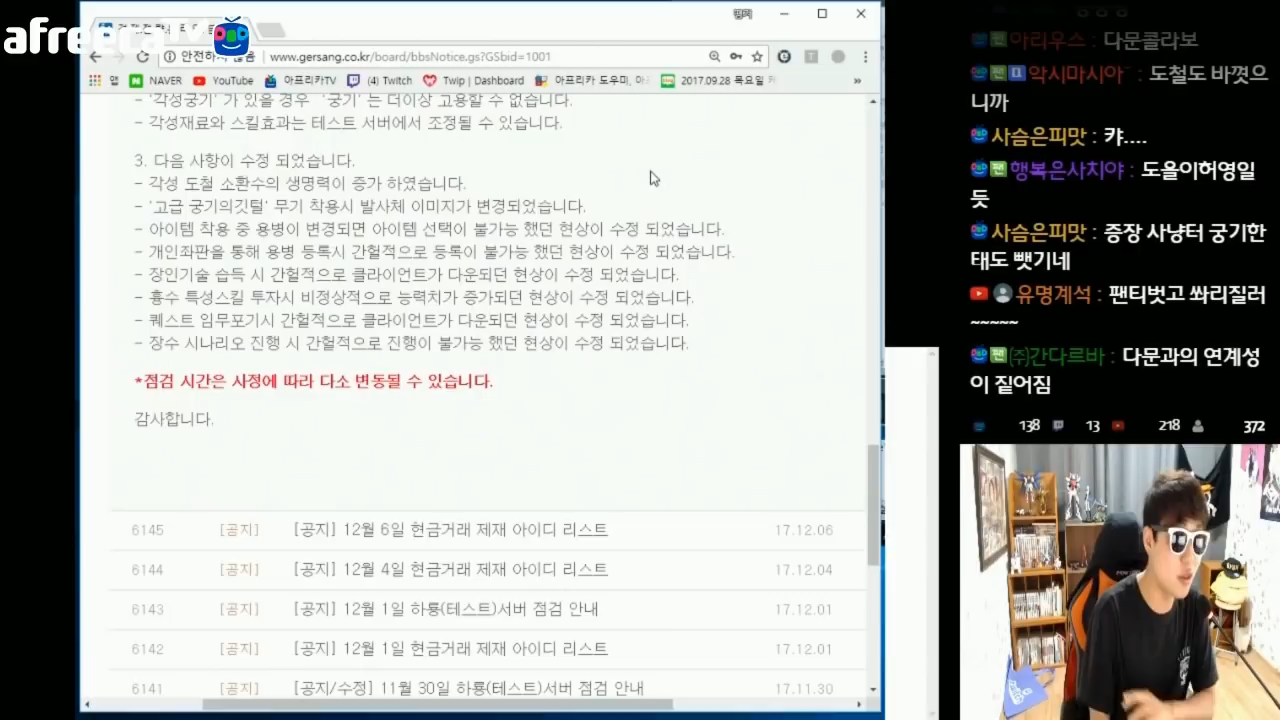 afreecaTV
www.gersang.co.kr/board/bbsNotice.gs?GSbid=1001
앱 NAVER YouTube 아프리카TV (4) Twitch Twip | Dashboard 아프리카 도우미, 2017.09.28 목요일
- '각성궁기' 가 있을 경우 '궁기' 는 더이상 고용할 수 없습니다.
- 각성재료와 스킬효과는 테스트 서버에서 조정될 수 있습니다.
3. 다음 사항이 수정 되었습니다.
- 각성 도철 소환수의 생명력이 증가 하였습니다.
- '고급 궁기의깃털' 무기 착용시 발사체 이미지가 변경되었습니다.
- 아이템 착용 중 용병이 변경되면 아이템 선택이 불가능 했던 현상이 수정 되었습니다.
- 개인좌판을 통해 용병 등록시 간헐적으로 등록이 불가능 했던 현상이 수정 되었습니다.
- 장인기술 습득 시 간헐적으로 클라이언트가 다운되던 현상이 수정 되었습니다.
- 흉수 특성스킬 투자시 비정상적으로 능력치가 증가되던 현상이 수정 되었습니다.
- 퀘스트 임무포기시 간헐적으로 클라이언트가 다운되던 현상이 수정 되었습니다.
- 장수 시나리오 진행 시 간헐적으로 진행이 불가능 했던 현상이 수정 되었습니다.
*점검 시간은 사정에 따라 다소 변동될 수 있습니다.
감사합니다.
6145 [공지] [공지] 12월 6일 현금거래 제재 아이디 리스트 17.12.06
6144 [공지] [공지] 12월 4일 현금거래 제재 아이디 리스트 17.12.04
6143 [공지] [공지] 12월 1일 하룡(테스트)서버 점검 안내 17.12.01
6142 [공지] [공지] 12월 1일 현금거래 제재 아이디 리스트 17.12.01
6141 [공지] [공지/수정] 11월 30일 하룡(테스트)서버 점검 안내 17.11.30
아리우스 : 다문콜라보
악시마시아 : 도철도 바꼇으
니까
사슴은피맛 : 캬....
행복은사치야 : 도올이허영일
듯
사슴은피맛 : 증장 사냥터 궁기한
태도 뺏기네
유명계석 : 팬티벗고 쏴리질러
~~~~~
팬 ㈜간다르바 : 다문과의 연계성
이 짙어짐
138 13 218 372